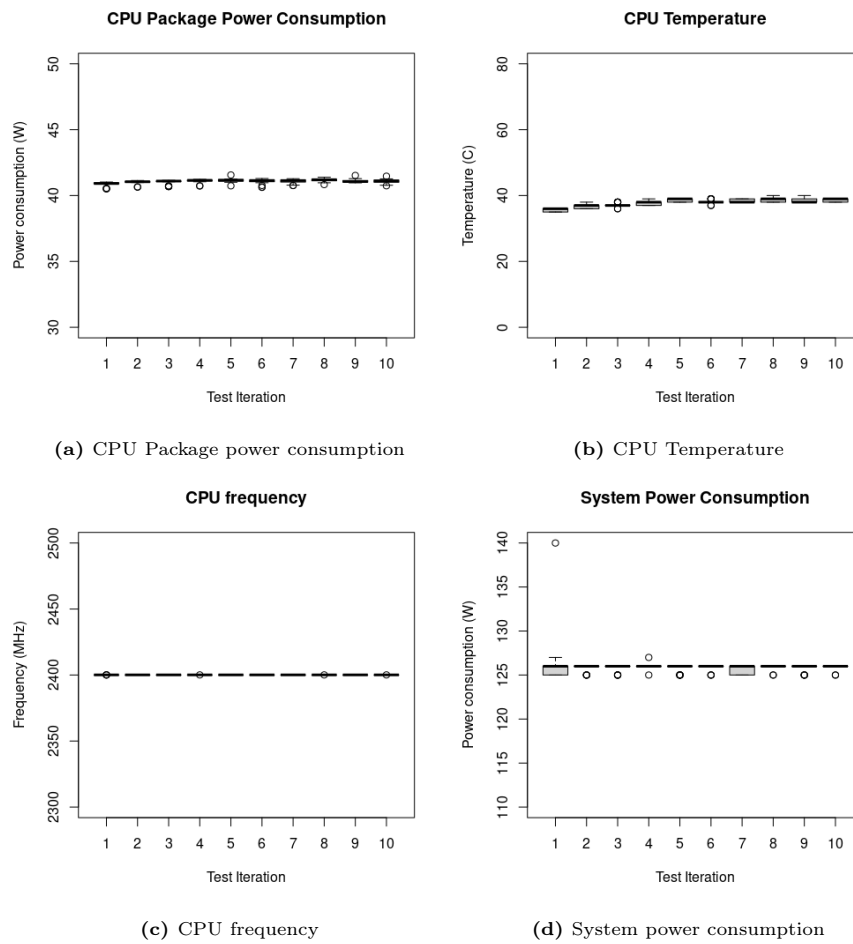 CPU Package Power Consumption
Power consumption (W)
50
45
40
35
30
1 2 3 4 5 6 7 8 9 10
Test Iteration
(a) CPU Package power consumption
CPU Temperature
Temperature (C)
80
60
40
20
0
1 2 3 4 5 6 7 8 9 10
Test Iteration
(b) CPU Temperature
CPU frequency
Frequency (MHz)
2500
2450
2400
2350
2300
1 2 3 4 5 6 7 8 9 10
Test Iteration
(c) CPU frequency
System Power Consumption
Power consumption (W)
140
135
130
125
120
115
110
1 2 3 4 5 6 7 8 9 10
Test Iteration
(d) System power consumption